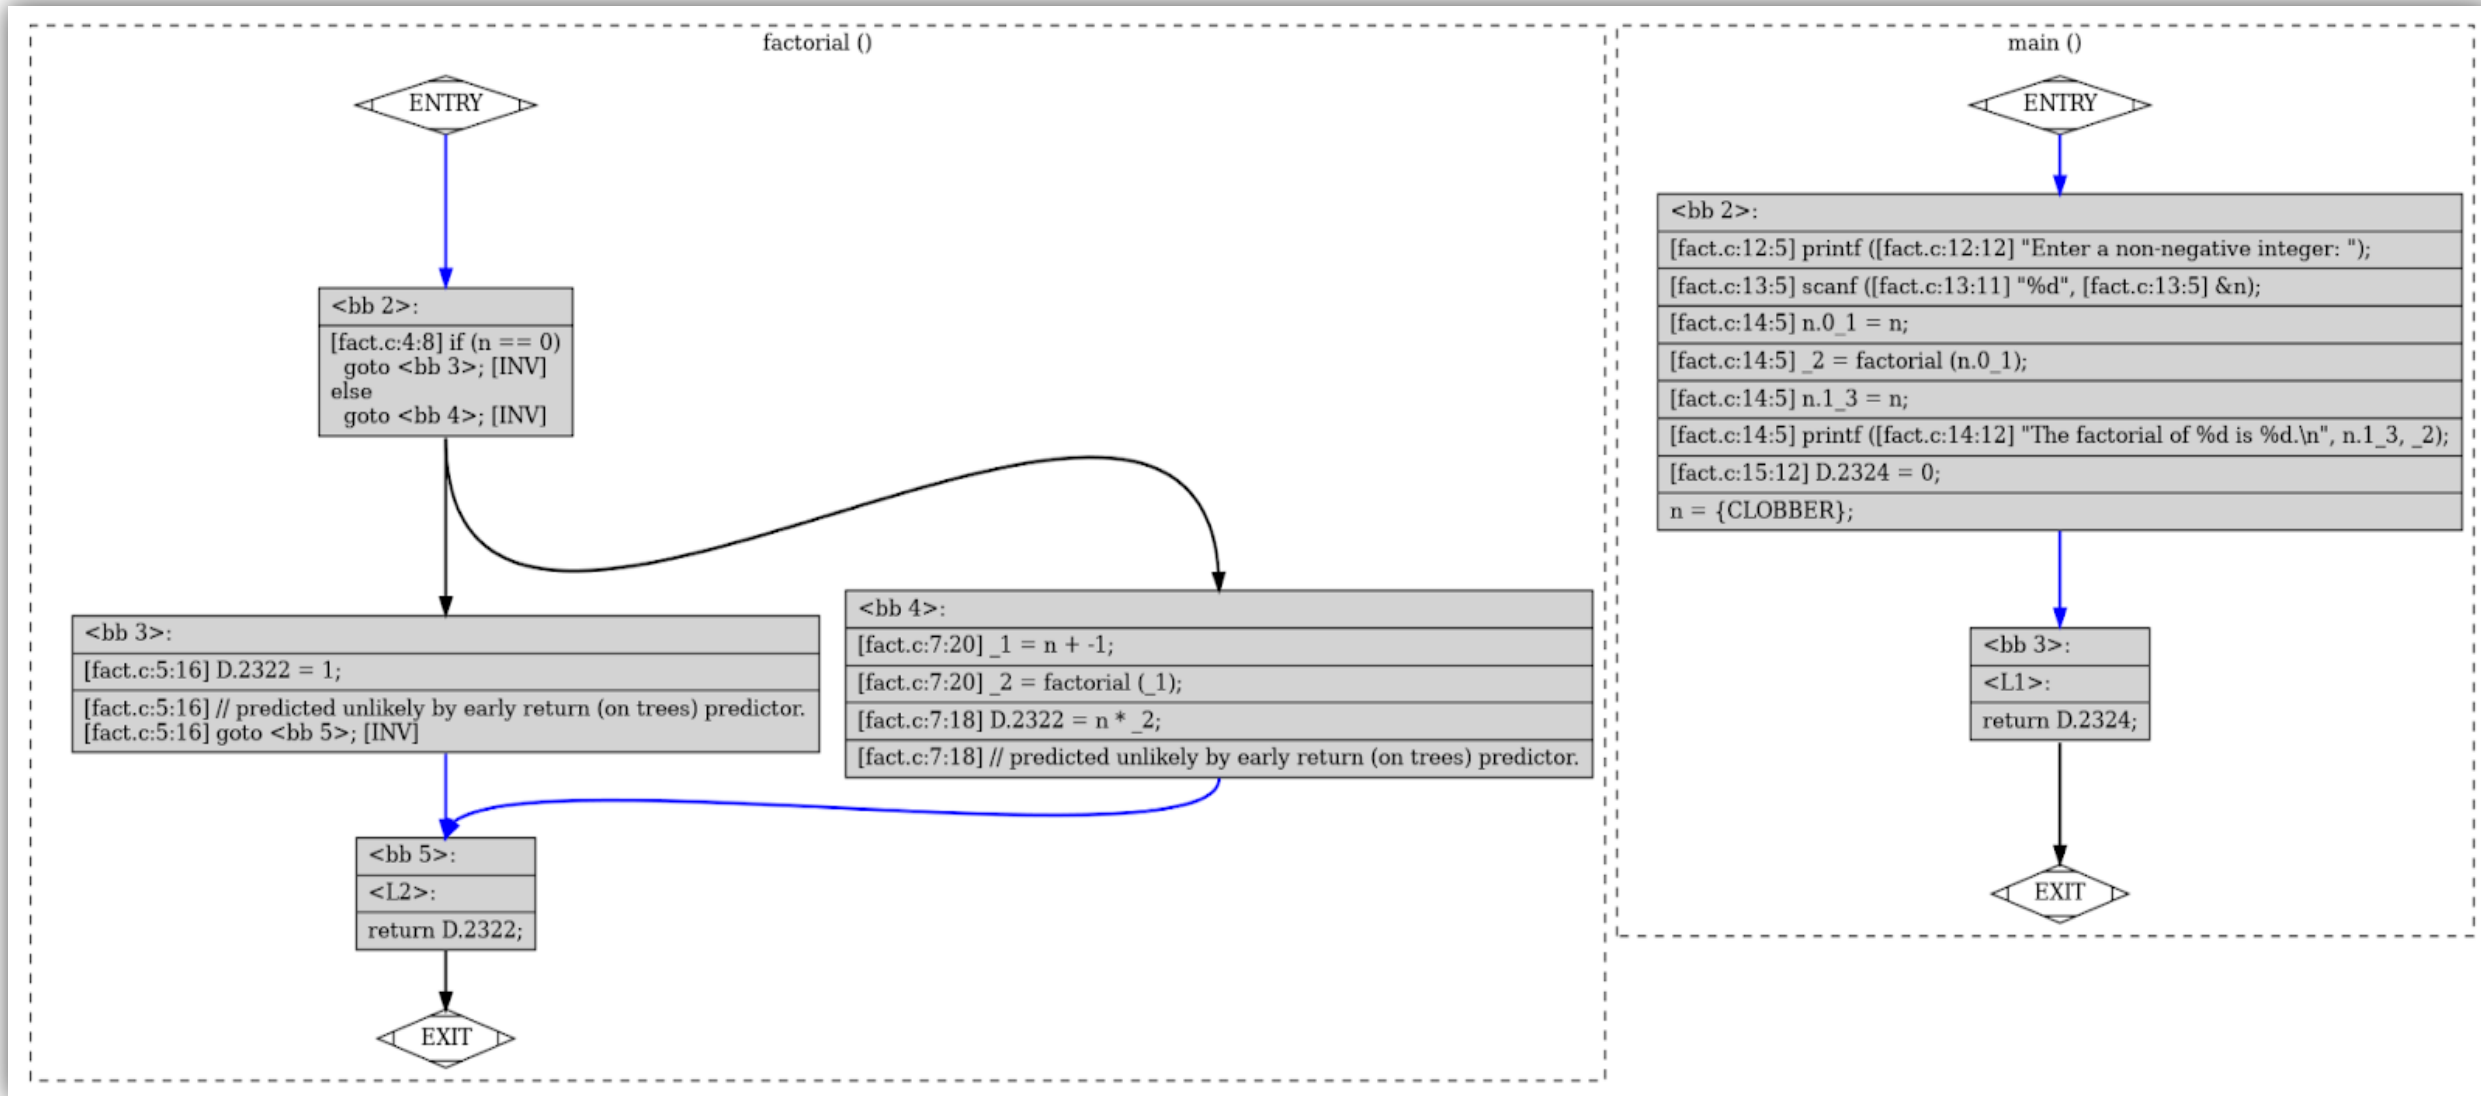 factorial ()
ENTRY
<bb 2>:
[fact.c:4:8] if (n == 0)
goto <bb 3>; [INV]
else
goto <bb 4>; [INV]
<bb 3>:
[fact.c:5:16] D.2322 = 1;
[fact.c:5:16] // predicted unlikely by early return (on trees) predictor.
[fact.c:5:16] goto <bb 5>; [INV]
<bb 4>:
[fact.c:7:20] _1 = n + -1;
[fact.c:7:20] _2 = factorial (_1);
[fact.c:7:18] D.2322 = n * _2;
[fact.c:7:18] // predicted unlikely by early return (on trees) predictor.
<bb 5>:
<L2>:
return D.2322;
EXIT
main ()
ENTRY
<bb 2>:
[fact.c:12:5] printf ([fact.c:12:12] "Enter a non-negative integer: ");
[fact.c:13:5] scanf ([fact.c:13:11] "%d", [fact.c:13:5] &n);
[fact.c:14:5] n.0_1 = n;
[fact.c:14:5] _2 = factorial (n.0_1);
[fact.c:14:5] n.1_3 = n;
[fact.c:14:5] printf ([fact.c:14:12] "The factorial of %d is %d.\n", n.1_3, _2);
[fact.c:15:12] D.2324 = 0;
n = {CLOBBER};
<bb 3>:
<L1>:
return D.2324;
EXIT